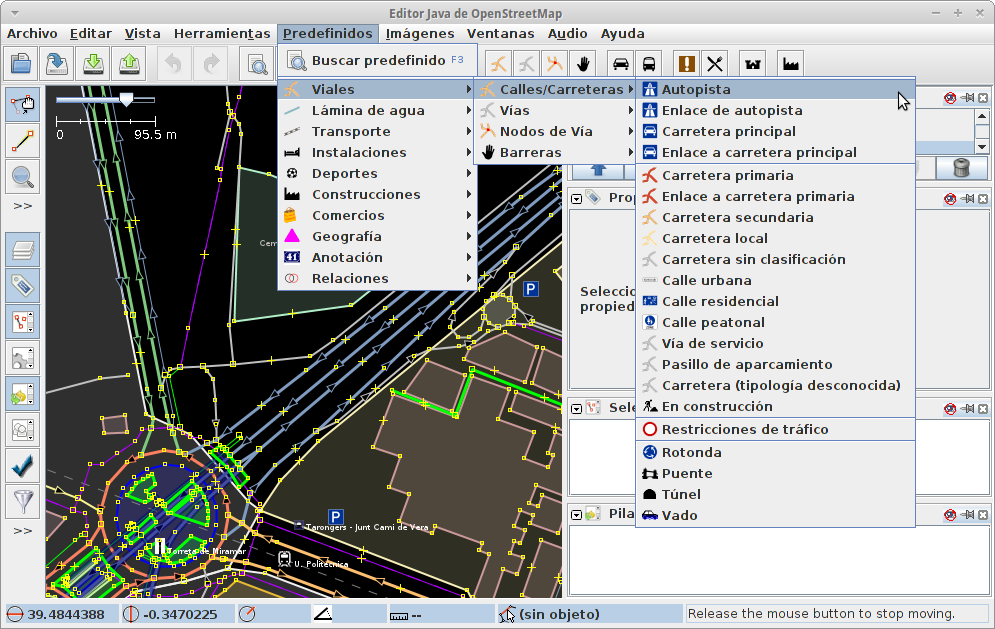 Editor Java de OpenStreetMap
Archivo Editar Vista Herramientas Predefinidos Imágenes Ventanas Audio Ayuda
Buscar predefinido F3
Viales
Lámina de agua
Transporte
Instalaciones
Deportes
Construcciones
Comercios
Geografía
Anotación
Relaciones
Calles/Carreteras
Vías
Nodos de Vía
Barreras
Autopista
Enlace de autopista
Carretera principal
Enlace a carretera principal
Carretera primaria
Enlace a carretera primaria
Carretera secundaria
Carretera local
Carretera sin clasificación
Calle urbana
Calle residencial
Calle peatonal
Vía de servicio
Pasillo de aparcamiento
Carretera (tipología desconocida)
En construcción
Restricciones de tráfico
Rotonda
Puente
Túnel
Vado
0 95.5 m
>>
>>
Cem
P
P
Tarongers - Junt Camí de Vera
Torreta de Miramar
U. Politècnica
Prop
Selecció
propied
Sele
Pila
39.4844388 -0.3470225 -- (sin objeto) Release the mouse button to stop moving.